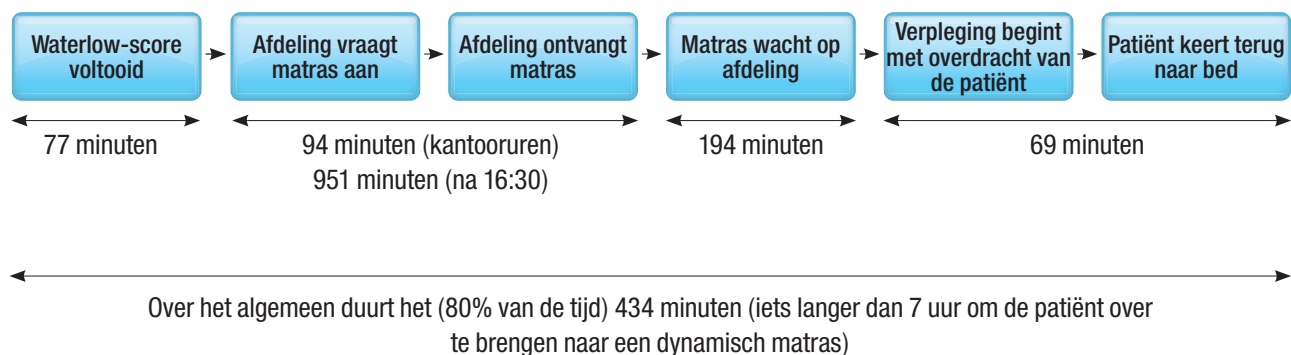 Waterlow-score
voltooid
Afdeling vraagt
matras aan
Afdeling ontvangt
matras
Matras wacht op
afdeling
Verpleging begint
met overdracht van
de patiënt
Patiënt keert terug
naar bed
77 minuten
94 minuten (kantooruren)
951 minuten (na 16:30)
194 minuten
69 minuten
Over het algemeen duurt het (80% van de tijd) 434 minuten (iets langer dan 7 uur om de patiënt over
te brengen naar een dynamisch matras)